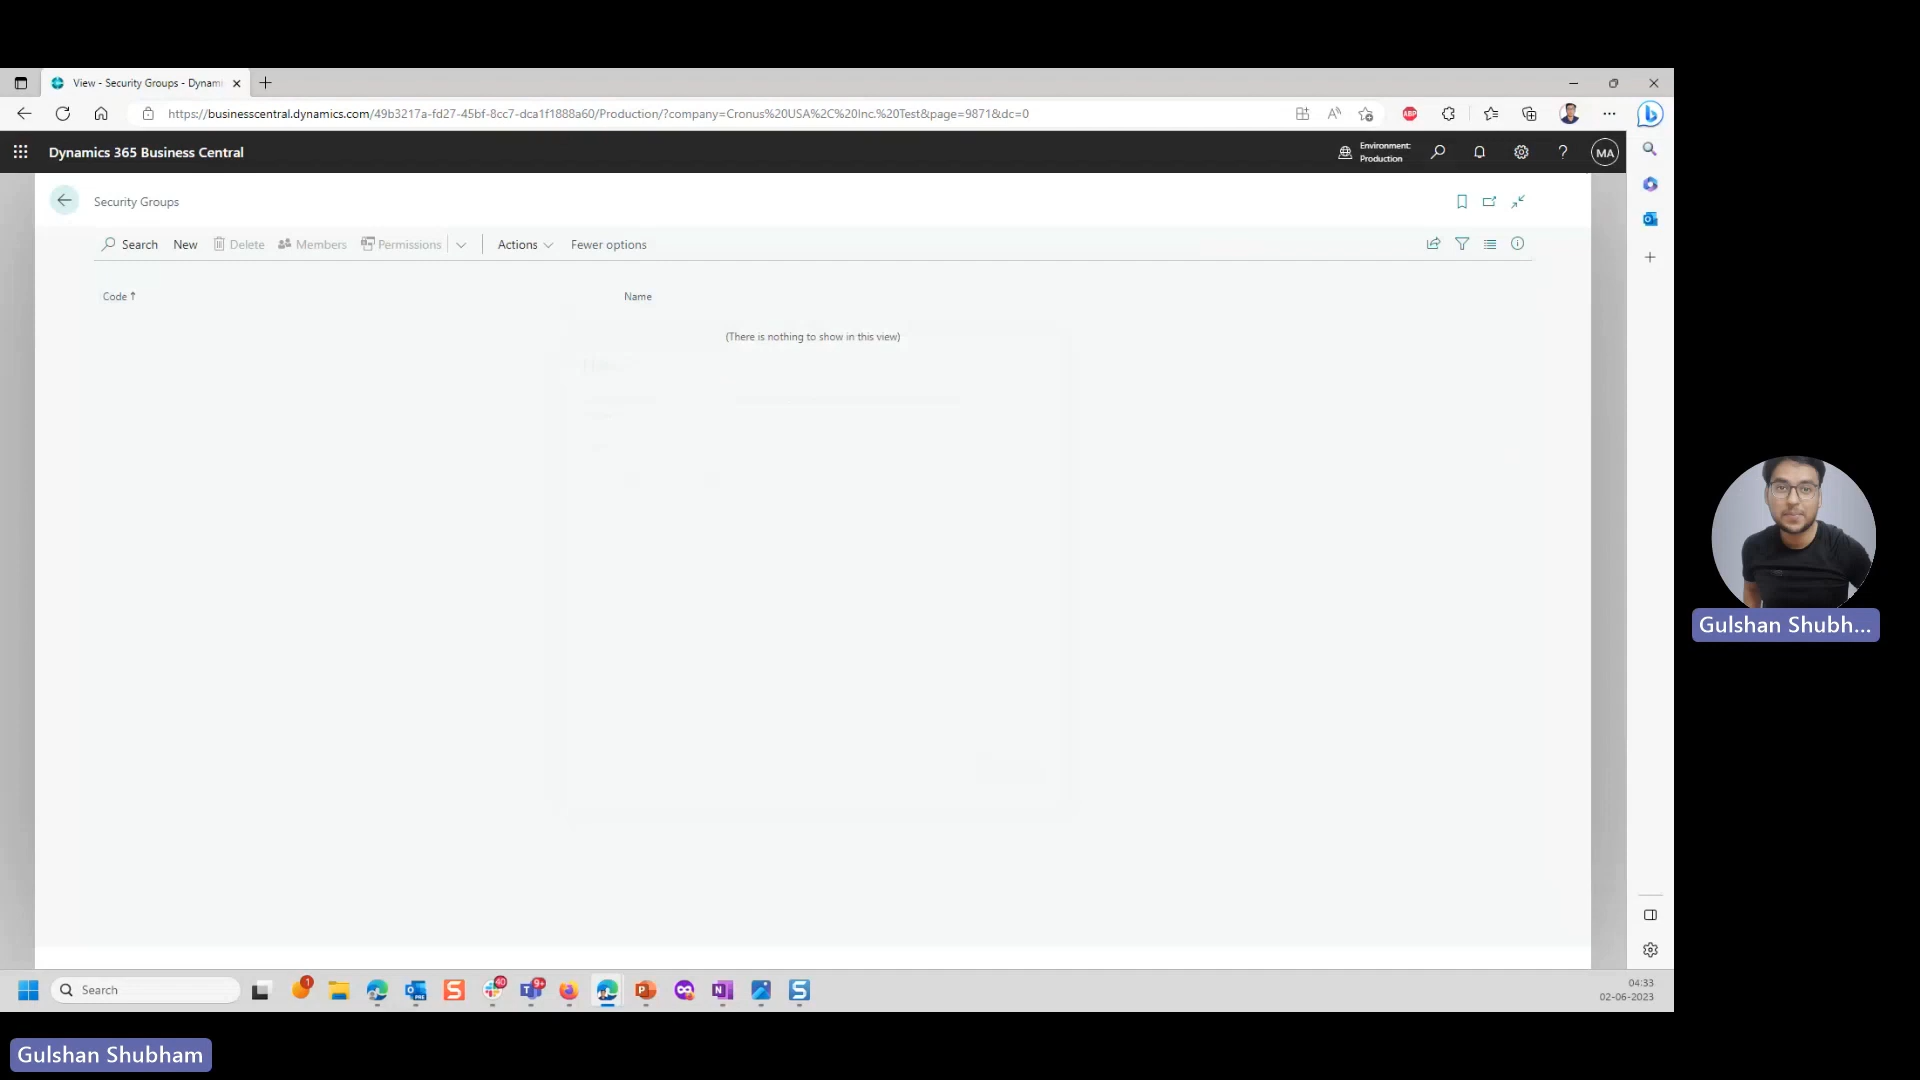 View - Security Groups - Dynam
https://businesscentral.dynamics.com/49b3217a-fd27-45bf-8cc7-dca1f1888a60/Production/?company=Cronus%20USA%2C%20Inc.%20Test&page=9871&dc=0
Dynamics 365 Business Central
Environment:
Production
MA
Security Groups
Search New Delete Members Permissions Actions Fewer options
Code ↑ Name
(There is nothing to show in this view)
Gulshan Shubh...
Search
04:33
02-06-2023
Gulshan Shubham